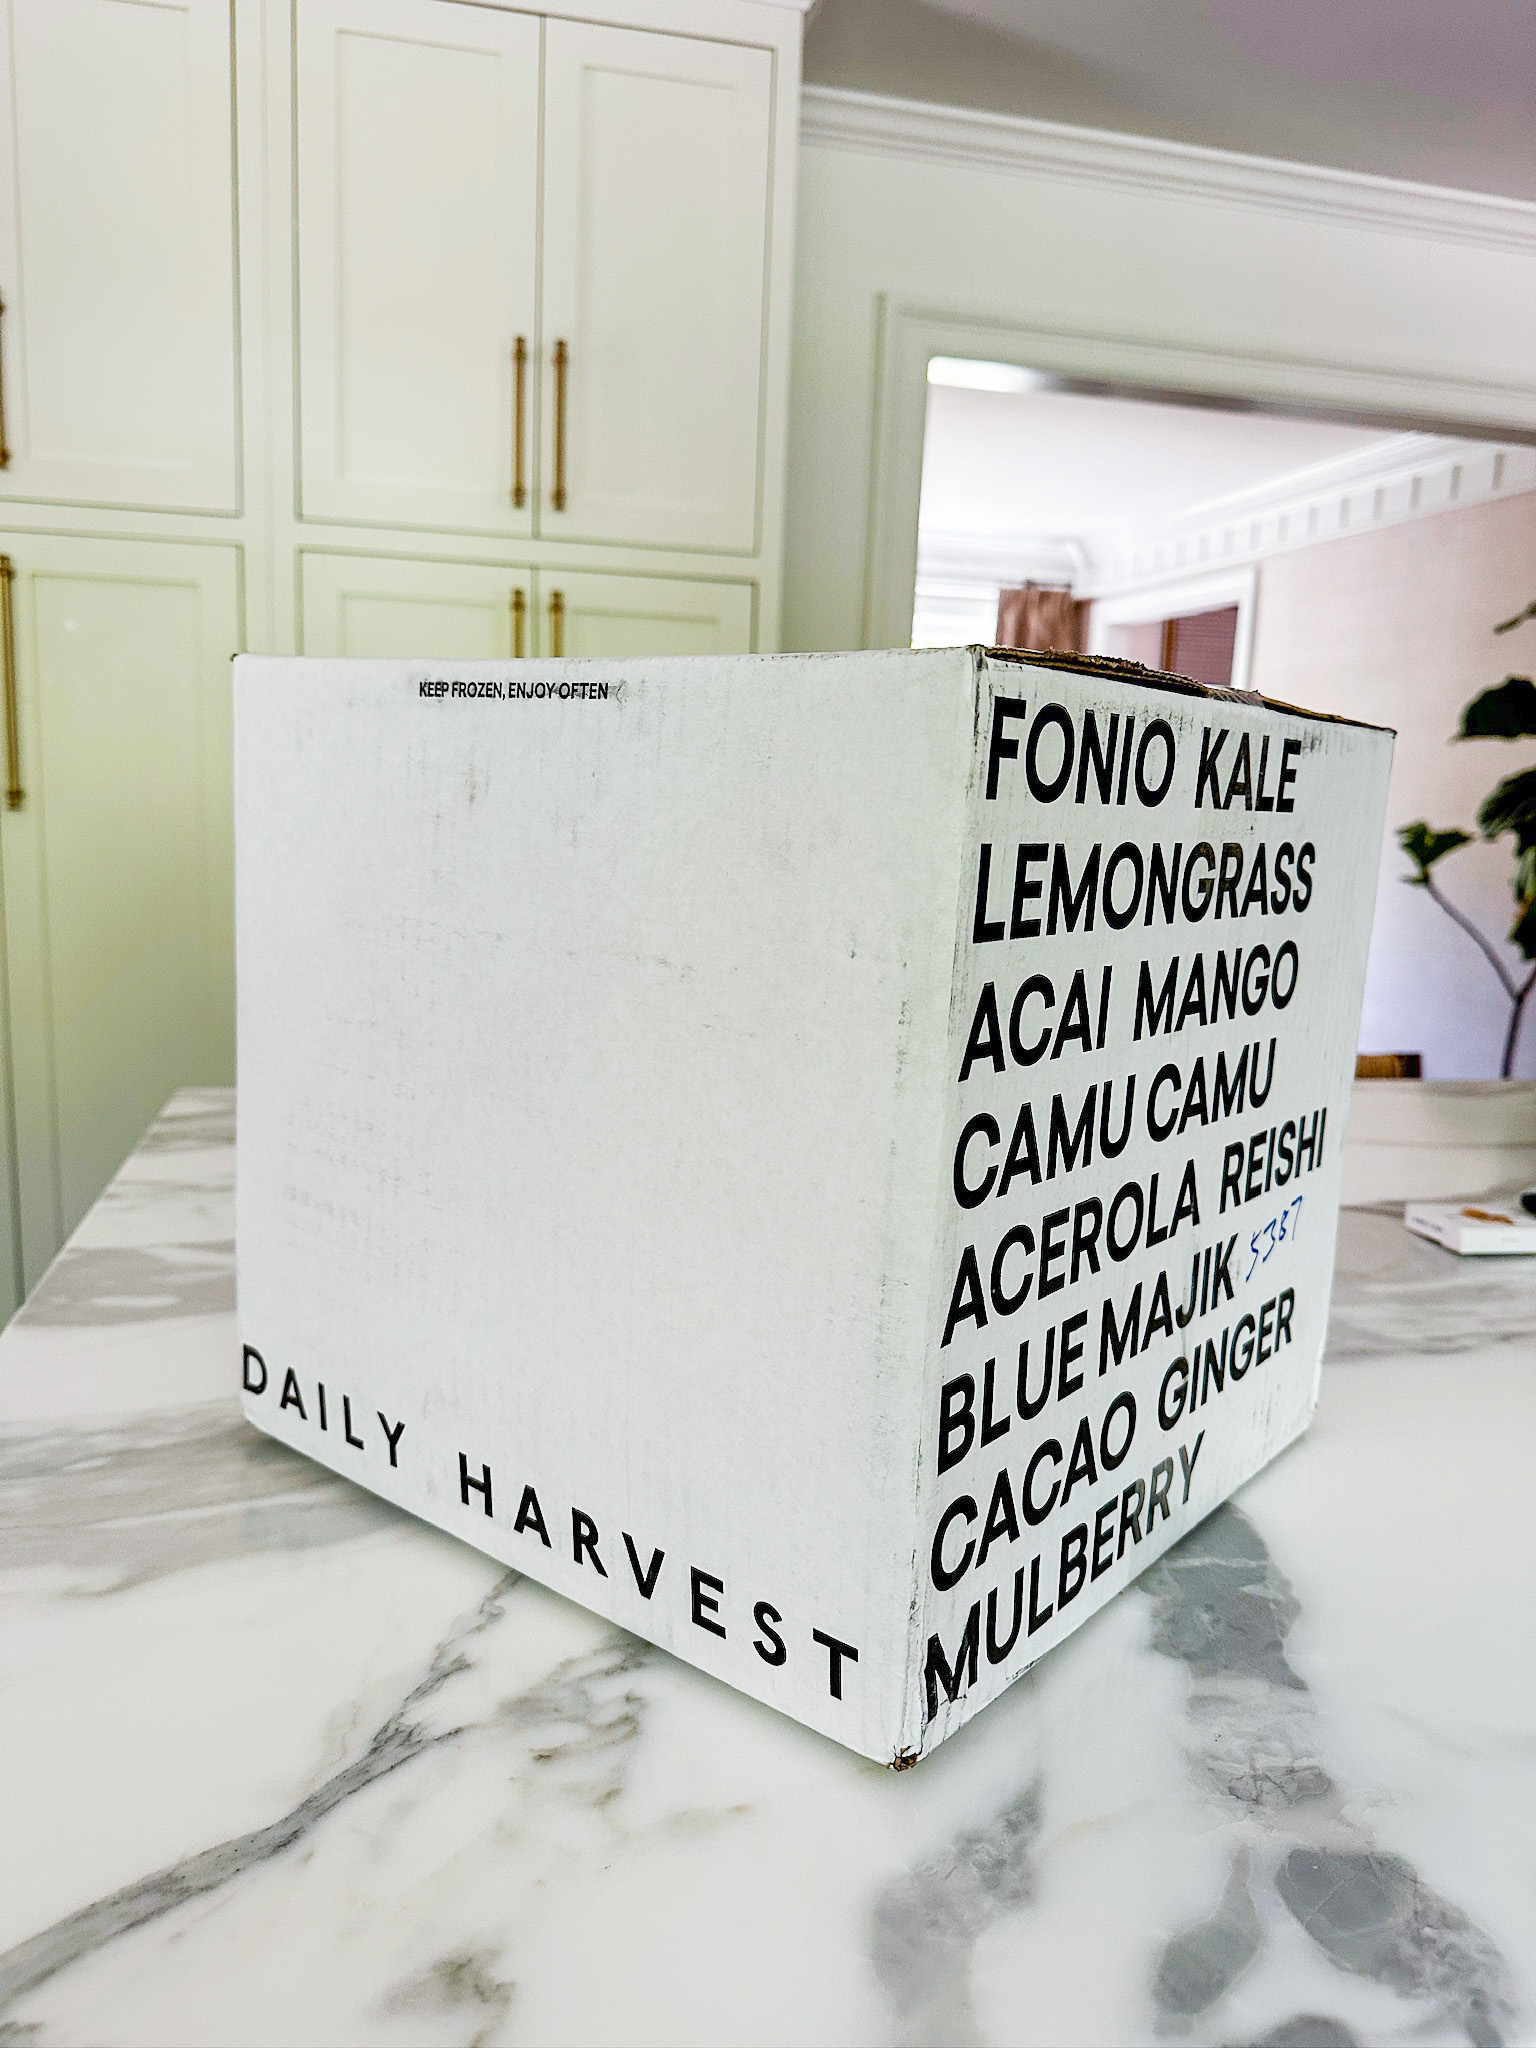 KEEP FROZEN, ENJOY OFTEN
DAILY HARVEST
FONIO KALE
LEMONGRASS
ACAI MANGO
CAMU CAMU
ACEROLA REISHI
BLUE MAJIK 5387
CACAO GINGER
MULBERRY